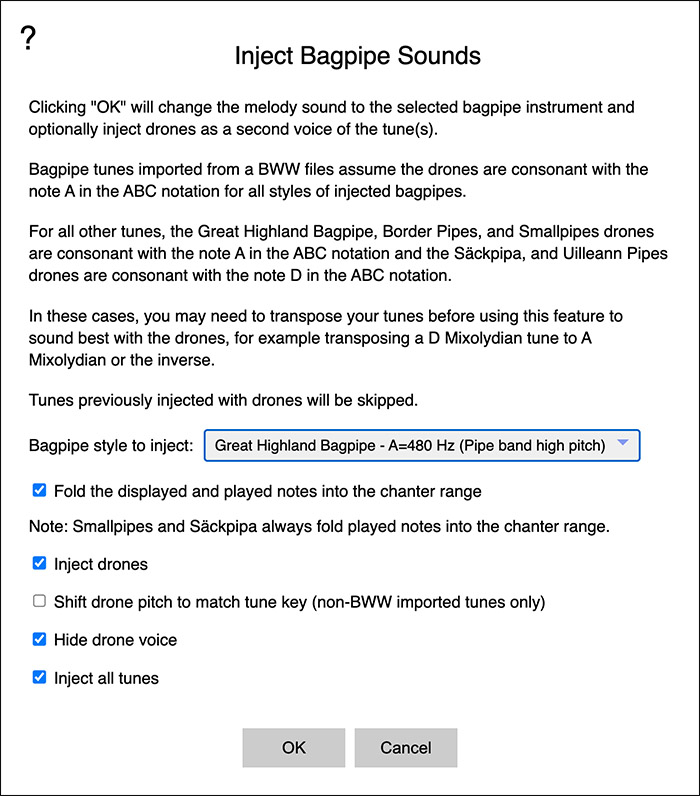 ?
Inject Bagpipe Sounds
Clicking "OK" will change the melody sound to the selected bagpipe instrument and
optionally inject drones as a second voice of the tune(s).
Bagpipe tunes imported from a BWW files assume the drones are consonant with the
note A in the ABC notation for all styles of injected bagpipes.
For all other tunes, the Great Highland Bagpipe, Border Pipes, and Smallpipes drones
are consonant with the note A in the ABC notation and the Säckpipa, and Uilleann Pipes
drones are consonant with the note D in the ABC notation.
In these cases, you may need to transpose your tunes before using this feature to
sound best with the drones, for example transposing a D Mixolydian tune to A
Mixolydian or the inverse.
Tunes previously injected with drones will be skipped.
Bagpipe style to inject: Great Highland Bagpipe - A=480 Hz (Pipe band high pitch)
Fold the displayed and played notes into the chanter range
Note: Smallpipes and Säckpipa always fold played notes into the chanter range.
Inject drones
Shift drone pitch to match tune key (non-BWW imported tunes only)
Hide drone voice
Inject all tunes
OK Cancel